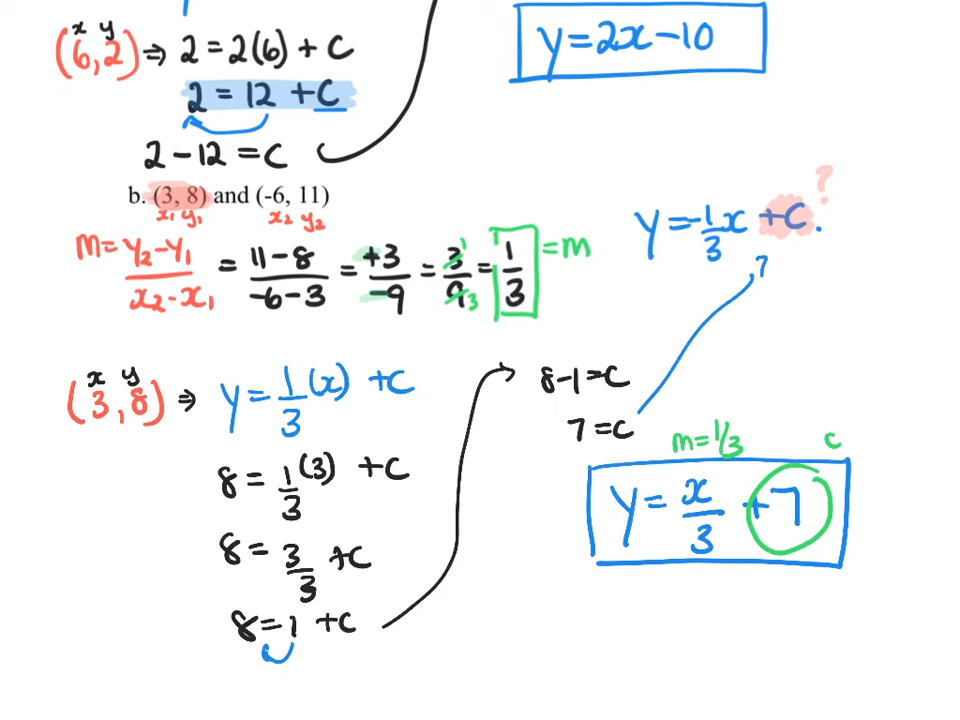 x y
(6,2) ⇒ 2 = 2(6) + C
2 = 12 + C
2 - 12 = C
y = 2x - 10
b. (3, 8) and (-6, 11)
x₁ y₁ x₂ y₂
m = y₂ - y₁ / x₂ - x₁ = 11 - 8 / -6 - 3 = +3 / -9 = 3 / 9 = 1 / 3 = m
1
3
y = -1/3 x + C.
?
7
x y
(3, 8) ⇒ y = 1/3 (x) + C
8 = 1/3 (3) + C
8 = 3/3 + C
8 = 1 + C
8 - 1 = C
7 = C
m = 1/3 c
y = x/3 + 7